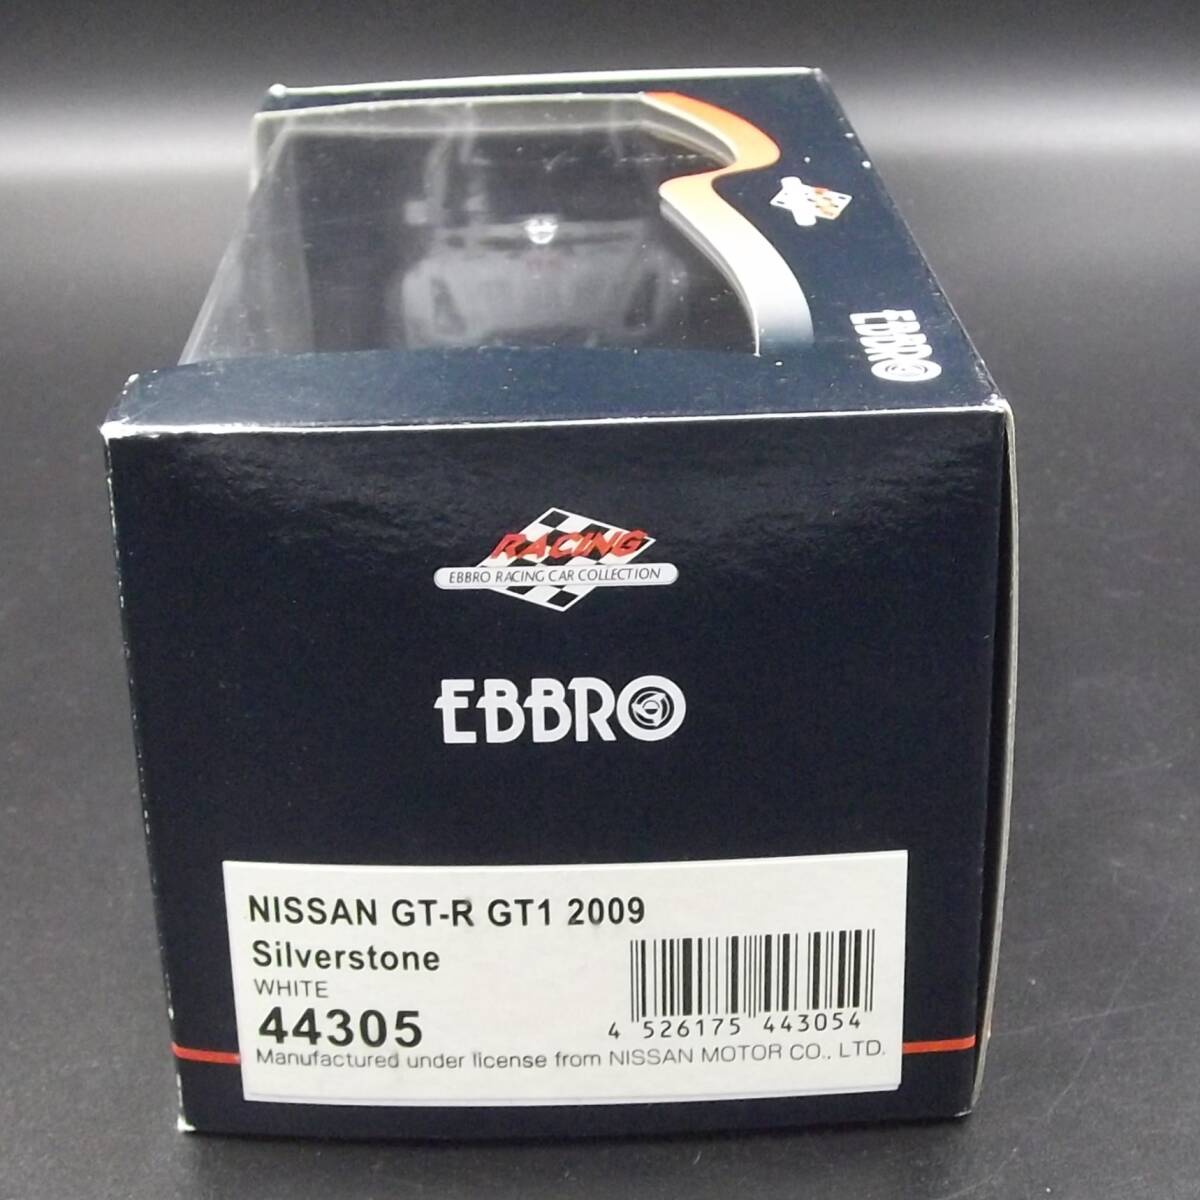 EBBRO
RACING
EBBRO RACING CAR COLLECTION
EBBRO
NISSAN GT-R GT1 2009
Silverstone
WHITE
44305
4 526175 443054
Manufactured under license from NISSAN MOTOR CO., LTD.